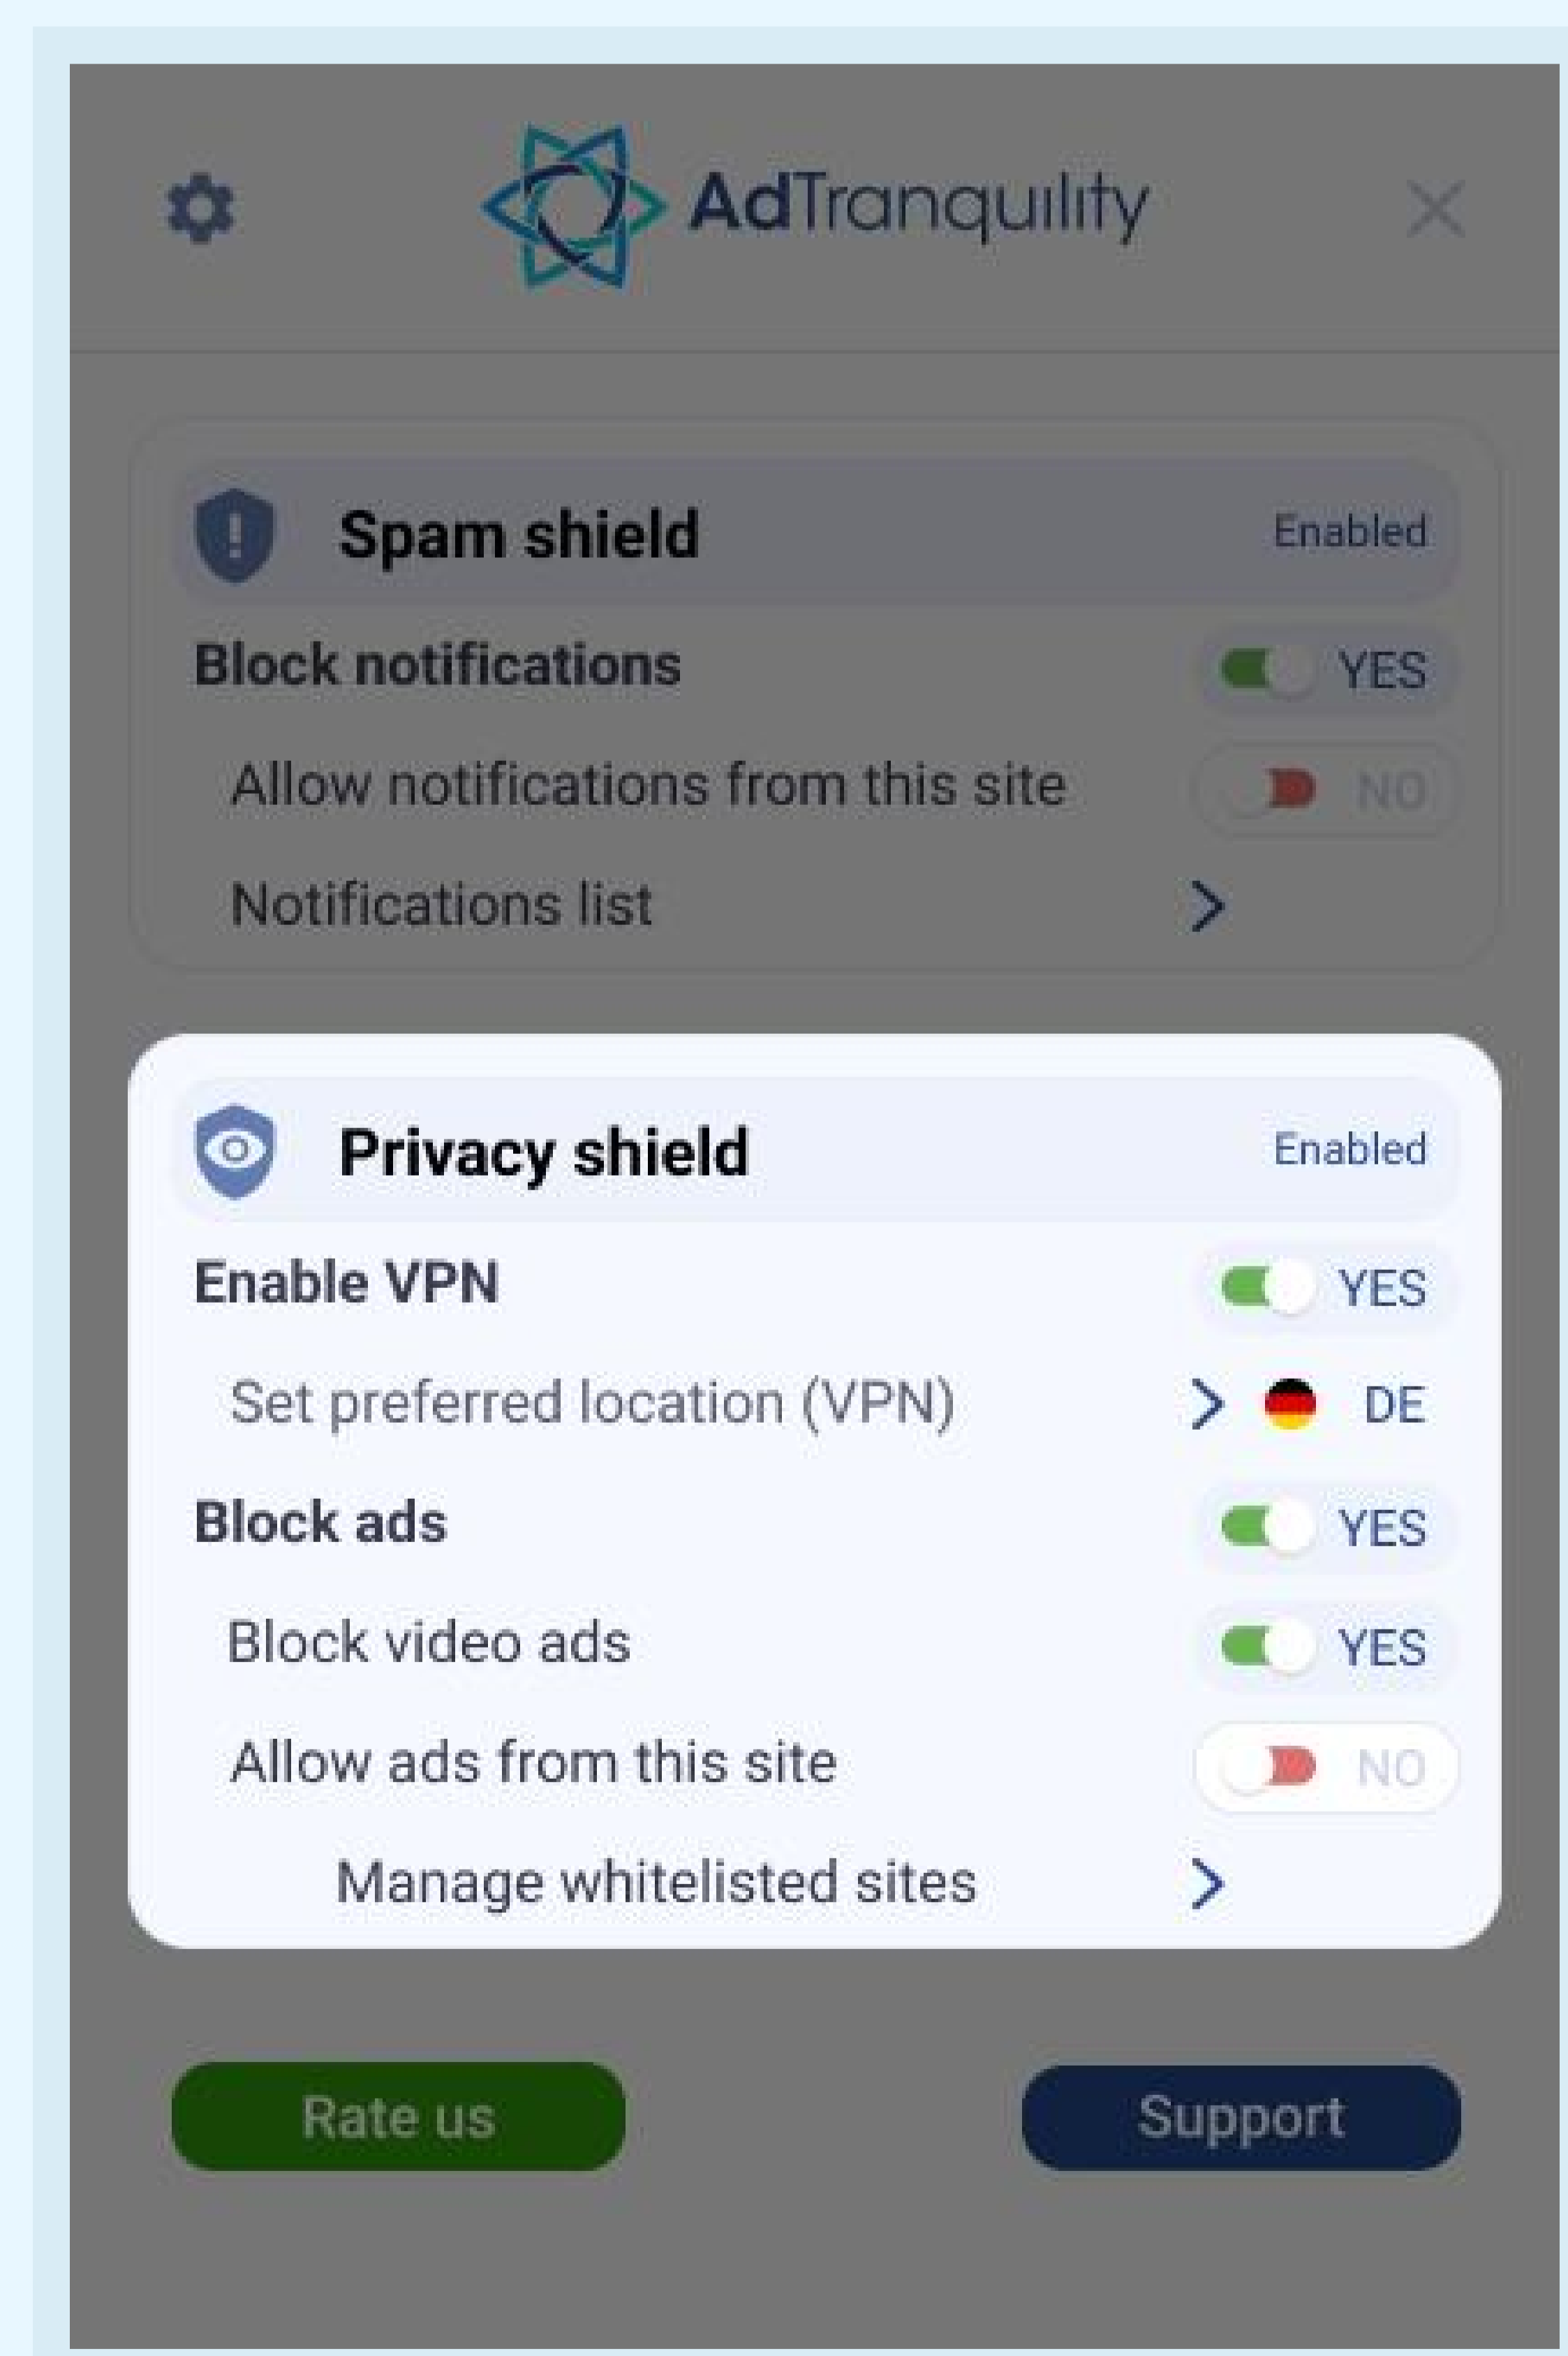 AdTranquility
Spam shield Enabled
Block notifications YES
Allow notifications from this site NO
Notifications list
Privacy shield Enabled
Enable VPN YES
Set preferred location (VPN) DE
Block ads YES
Block video ads YES
Allow ads from this site NO
Manage whitelisted sites
Rate us Support